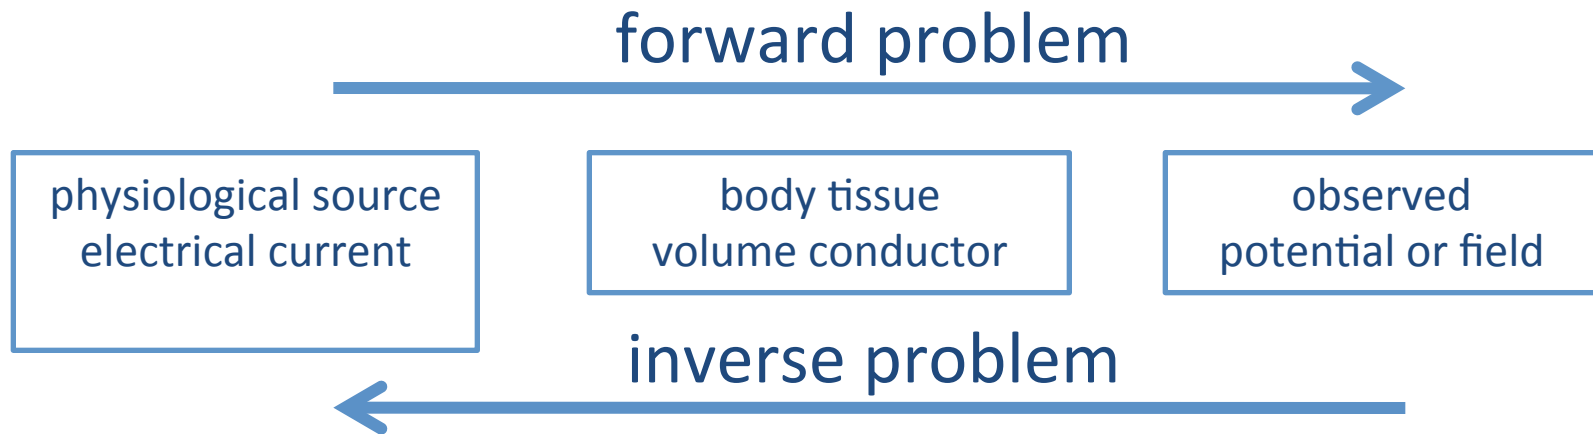 forward problem
physiological source
electrical current
body tissue
volume conductor
observed
potential or field
inverse problem